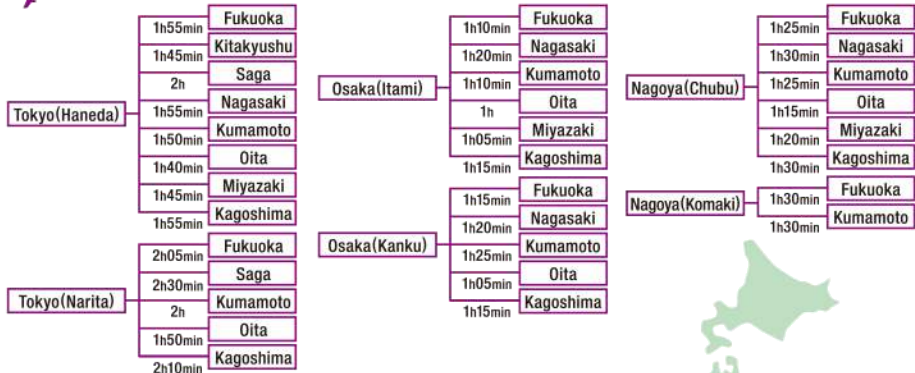 Tokyo(Haneda)
1h55min Fukuoka
1h45min Kitakyushu
2h Saga
1h55min Nagasaki
1h50min Kumamoto
1h40min Oita
1h45min Miyazaki
1h55min Kagoshima
Tokyo(Narita)
2h05min Fukuoka
2h30min Saga
2h Kumamoto
1h50min Oita
2h10min Kagoshima
Osaka(Itami)
1h10min Fukuoka
1h20min Nagasaki
1h10min Kumamoto
1h Oita
1h05min Miyazaki
1h15min Kagoshima
Osaka(Kanku)
1h15min Fukuoka
1h20min Nagasaki
1h25min Kumamoto
1h05min Oita
1h15min Kagoshima
Nagoya(Chubu)
1h25min Fukuoka
1h30min Nagasaki
1h25min Kumamoto
1h15min Oita
1h20min Miyazaki
1h30min Kagoshima
Nagoya(Komaki)
1h30min Fukuoka
1h30min Kumamoto